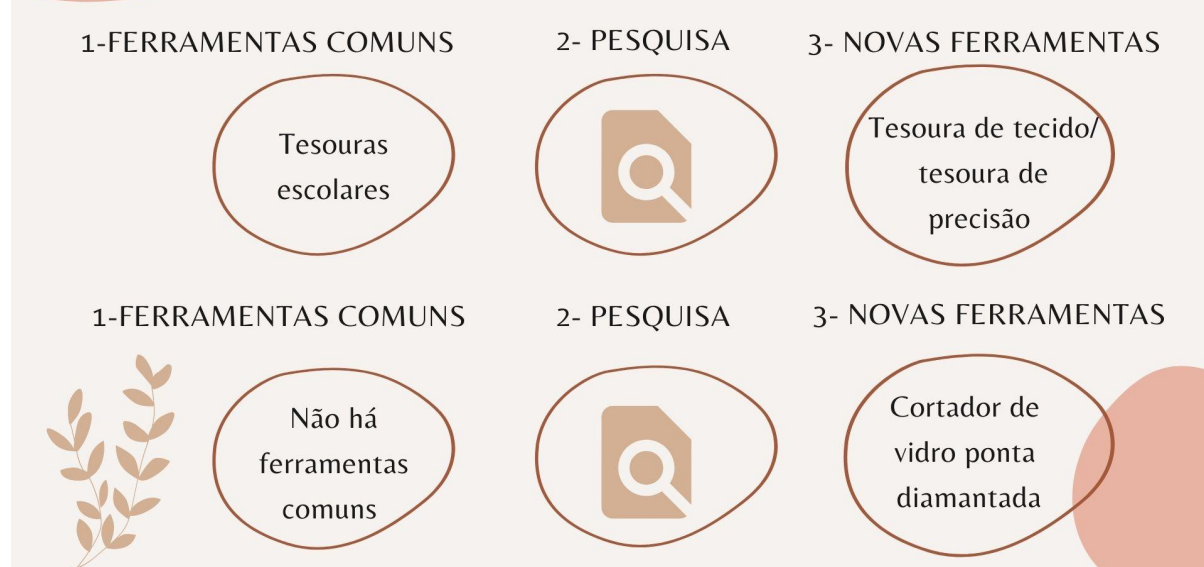 1-FERRAMENTAS COMUNS
2- PESQUISA
3- NOVAS FERRAMENTAS
Tesouras
escolares
Tesoura de tecido/
tesoura de
precisão
1-FERRAMENTAS COMUNS
2- PESQUISA
3- NOVAS FERRAMENTAS
Não há
ferramentas
comuns
Cortador de
vidro ponta
diamantada